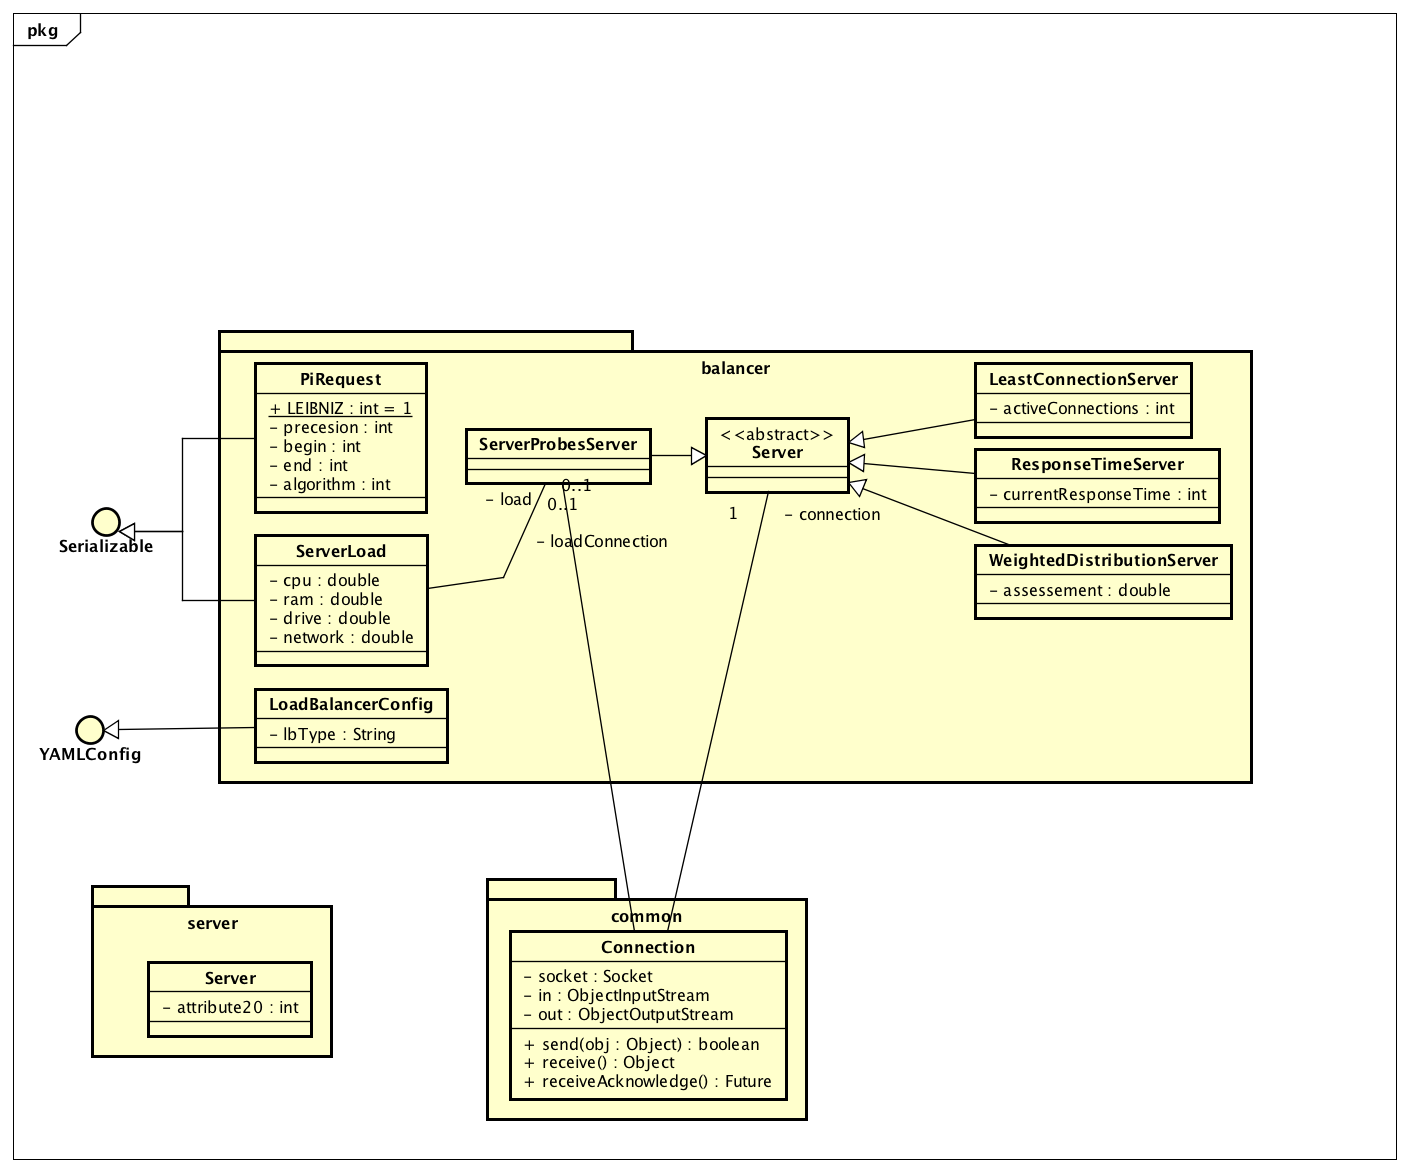 pkg
balancer
PiRequest
+ LEIBNIZ : int = 1
- precesion : int
- begin : int
- end : int
- algorithm : int
ServerProbesServer
<<abstract>>
Server
LeastConnectionServer
- activeConnections : int
ResponseTimeServer
- currentResponseTime : int
WeightedDistributionServer
- assessement : double
0..1
- load
0..1
1
- connection
- loadConnection
Serializable
ServerLoad
- cpu : double
- ram : double
- drive : double
- network : double
LoadBalancerConfig
- lbType : String
YAMLConfig
server
Server
- attribute20 : int
common
Connection
- socket : Socket
- in : ObjectInputStream
- out : ObjectOutputStream
+ send(obj : Object) : boolean
+ receive() : Object
+ receiveAcknowledge() : Future